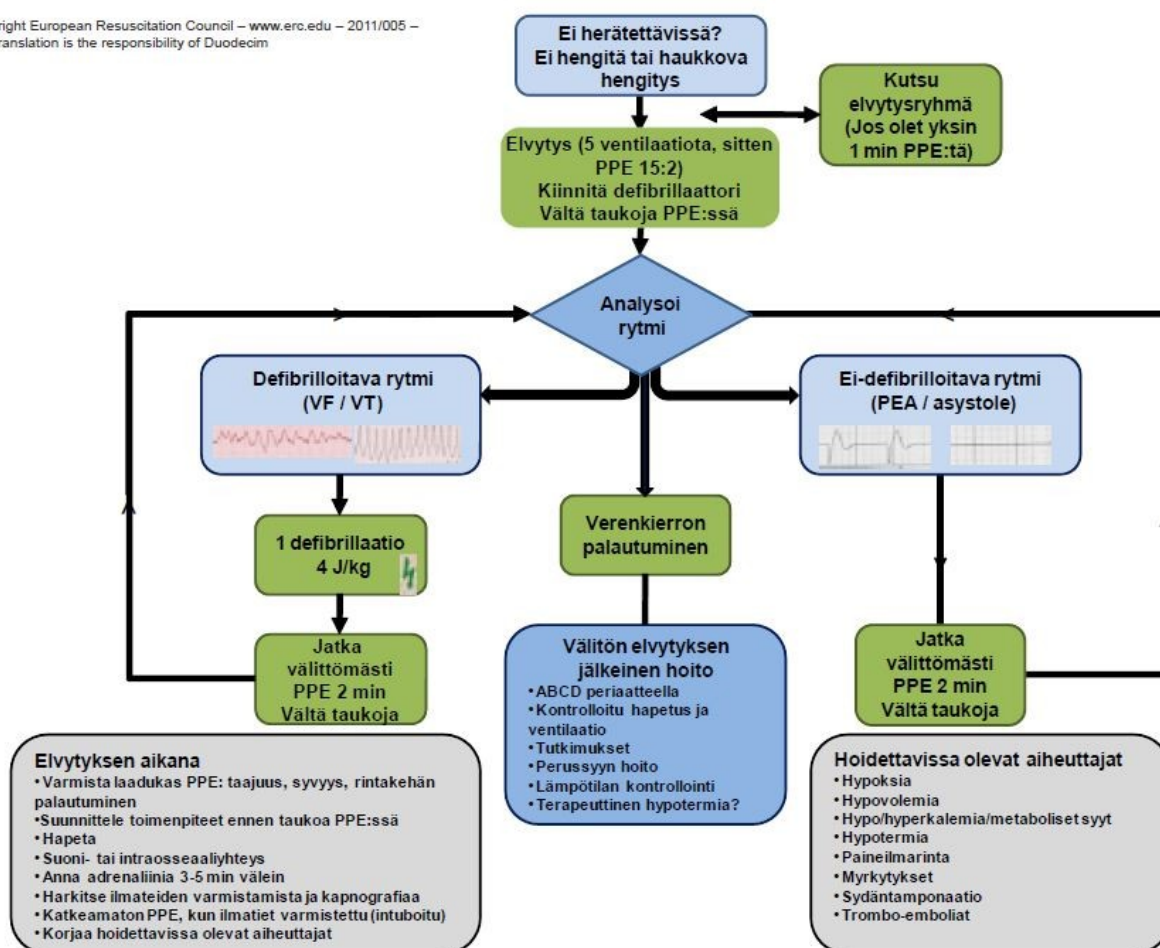 right European Resuscitation Council – www.erc.edu – 2011/005 –
ranslation is the responsibility of Duodecim
Ei herätettävissä?
Ei hengitä tai haukkova
hengitys
Kutsu
elvytysryhmä
(Jos olet yksin
1 min PPE:tä)
Elvytys (5 ventilaatiota, sitten
PPE 15:2)
Kiinnitä defibrillaattori
Vältä taukoja PPE:ssä
Analysoi
rytmi
Defibrilloitava rytmi
(VF / VT)
Ei-defibrilloitava rytmi
(PEA / asystole)
1 defibrillaatio
4 J/kg
Verenkierron
palautuminen
Jatka
välittömästi
PPE 2 min
Vältä taukoja
Välitön elvytyksen
jälkeinen hoito
• ABCD periaatteella
• Kontrolloitu hapetus ja
ventilaatio
• Tutkimukset
• Perussyyn hoito
• Lämpötilan kontrollointi
• Terapeuttinen hypotermia?
Jatka
välittömästi
PPE 2 min
Vältä taukoja
Elvytyksen aikana
• Varmista laadukas PPE: taajuus, syvyys, rintakehän
palautuminen
• Suunnittele toimenpiteet ennen taukoa PPE:ssä
• Hapeta
• Suoni- tai intraosseaaliyhteys
• Anna adrenaliinia 3-5 min välein
• Harkitse ilmateiden varmistamista ja kapnografiaa
• Katkeamaton PPE, kun ilmatiet varmistettu (intuboitu)
• Korjaa hoidettavissa olevat aiheuttajat
Hoidettavissa olevat aiheuttajat
• Hypoksia
• Hypovolemia
• Hypo/hyperkalemia/metaboliset syyt
• Hypotermia
• Paineilmarinta
• Myrkytykset
• Sydäntamponaatio
• Trombo-emboliat